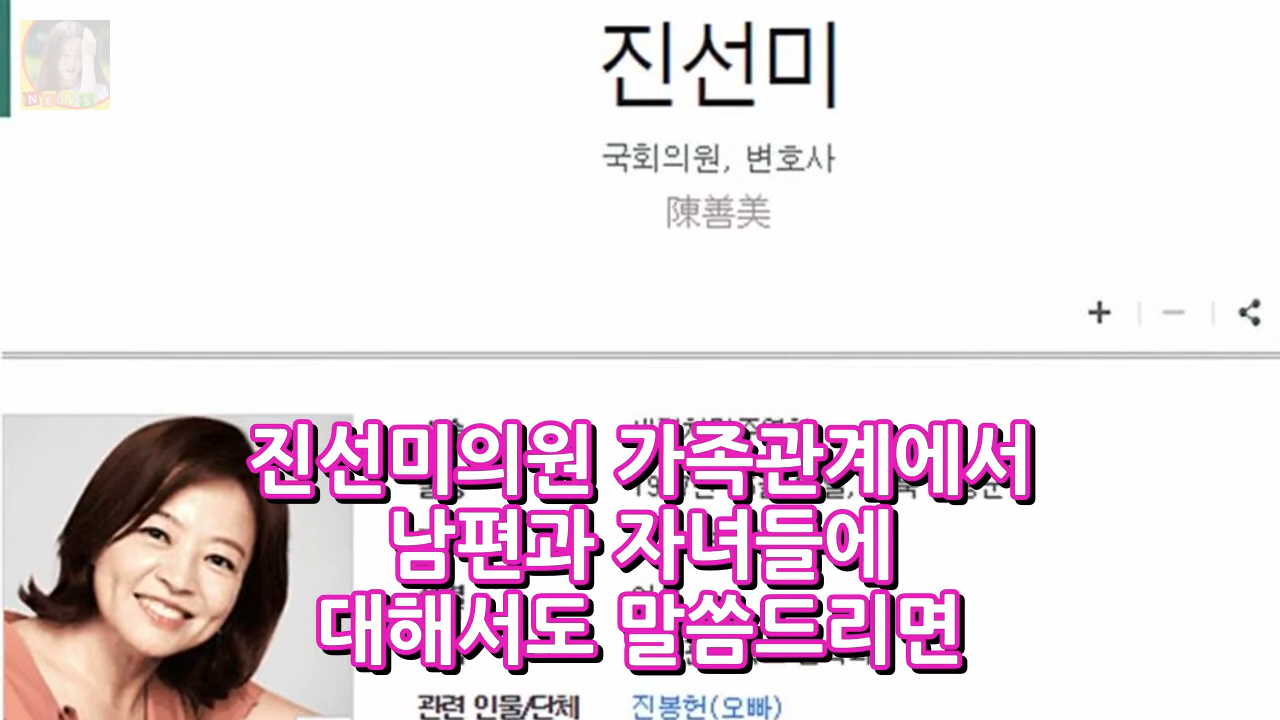 NEWS
진선미
국회의원, 변호사
陳善美
진선미의원 가족관계에서
남편과 자녀들에
대해서도 말씀드리면
관련 인물/단체 진봉헌(오빠)